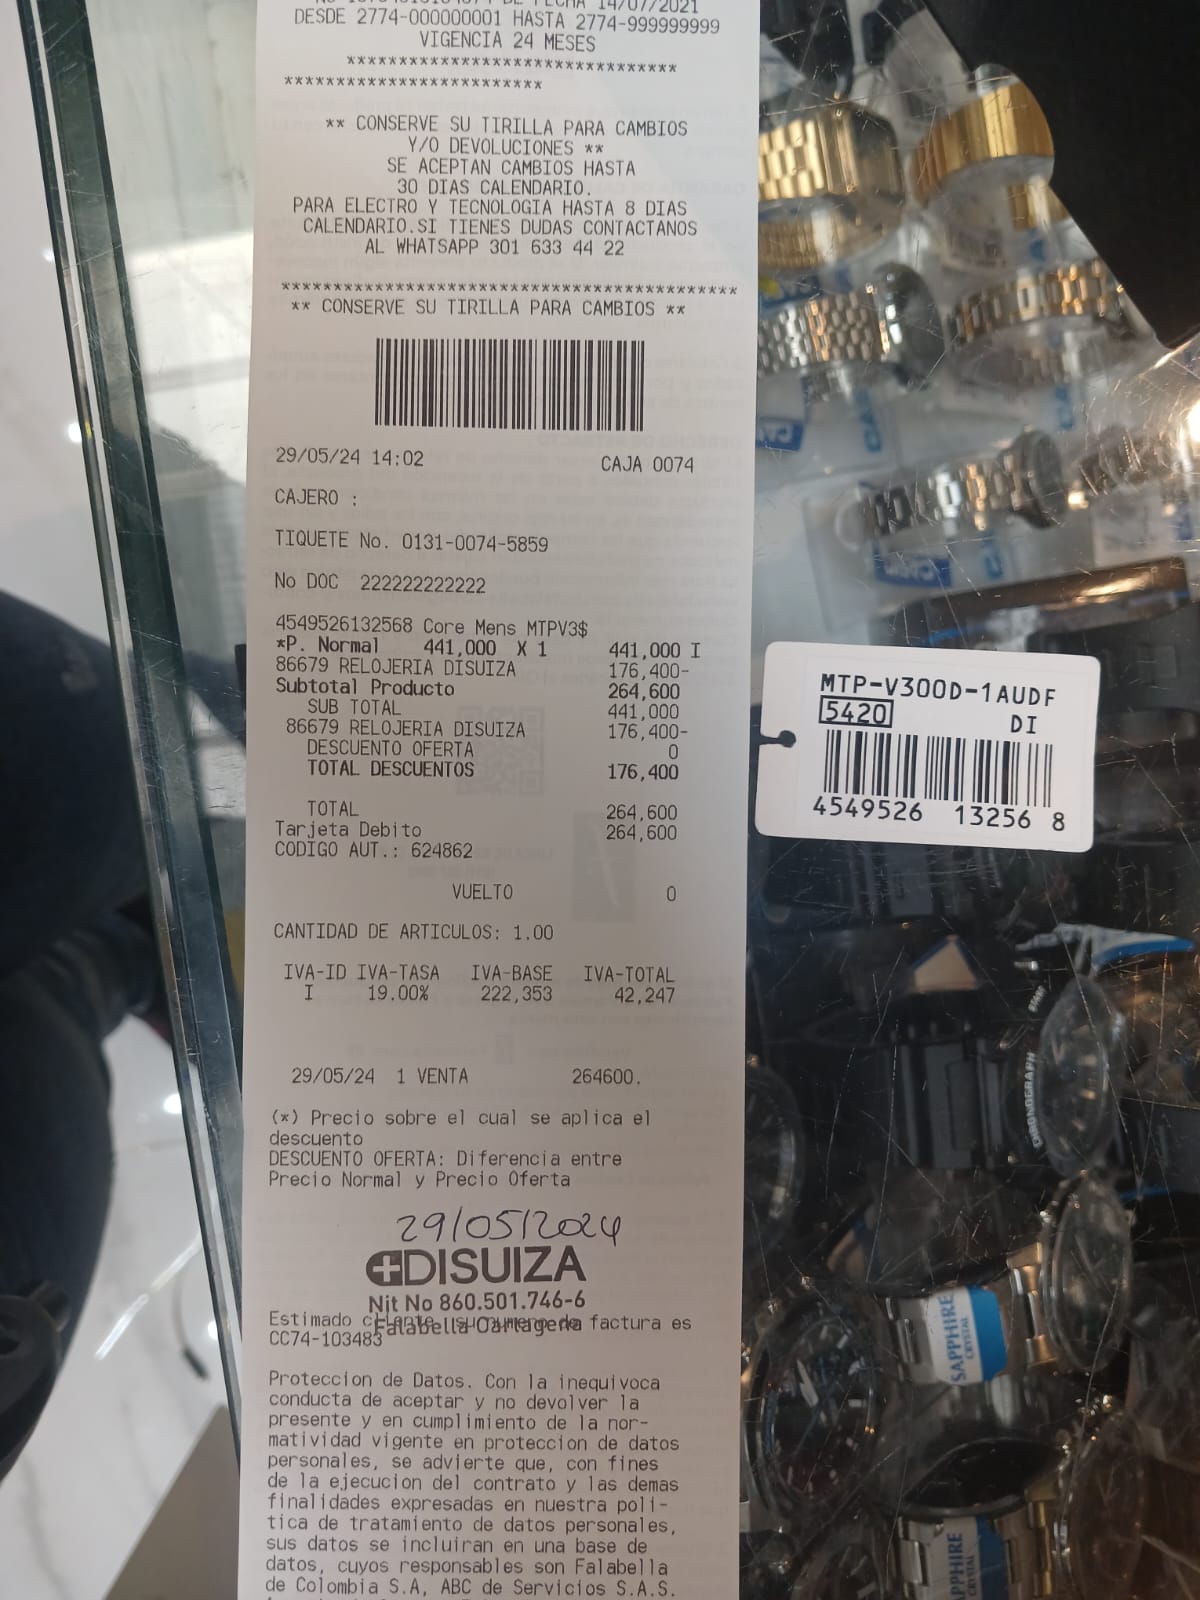 DE FECHA 14/07/2021
DESDE 2774-000000001 HASTA 2774-999999999
VIGENCIA 24 MESES
********************************
*************************
** CONSERVE SU TIRILLA PARA CAMBIOS
Y/O DEVOLUCIONES **
SE ACEPTAN CAMBIOS HASTA
30 DIAS CALENDARIO.
PARA ELECTRO Y TECNOLOGIA HASTA 8 DIAS
CALENDARIO.SI TIENES DUDAS CONTACTANOS
AL WHATSAPP 301 633 44 22
********************************************
** CONSERVE SU TIRILLA PARA CAMBIOS **
29/05/24 14:02 CAJA 0074
CAJERO :
TIQUETE No. 0131-0074-5859
No DOC 222222222222
4549526132568 Core Mens MTPV3$
*P. Normal 441,000 X 1 441,000 I
86679 RELOJERIA DISUIZA 176,400-
Subtotal Producto 264,600
SUB TOTAL 441,000
86679 RELOJERIA DISUIZA 176,400-
DESCUENTO OFERTA 0
TOTAL DESCUENTOS 176,400
TOTAL 264,600
Tarjeta Debito 264,600
CODIGO AUT.: 624862
VUELTO 0
CANTIDAD DE ARTICULOS: 1.00
IVA-ID IVA-TASA IVA-BASE IVA-TOTAL
I 19.00% 222,353 42,247
29/05/24 1 VENTA 264600.
(*) Precio sobre el cual se aplica el
descuento
DESCUENTO OFERTA: Diferencia entre
Precio Normal y Precio Oferta
29/05/2024
DISUIZA
Nit No 860.501.746-6
Falabella Cartagena
Estimado cliente, su numero de factura es
CC74-103483
Proteccion de Datos. Con la inequivoca
conducta de aceptar y no devolver la
presente y en cumplimiento de la nor-
matividad vigente en proteccion de datos
personales, se advierte que, con fines
de la ejecucion del contrato y las demas
finalidades expresadas en nuestra poli-
tica de tratamiento de datos personales,
sus datos se incluiran en una base de
datos, cuyos responsables son Falabella
de Colombia S.A, ABC de Servicios S.A.S.
MTP-V300D-1AUDF
5420 DI
4549526 13256 8
CHRONOGRAPH
SAPPHIRE
CRYSTAL